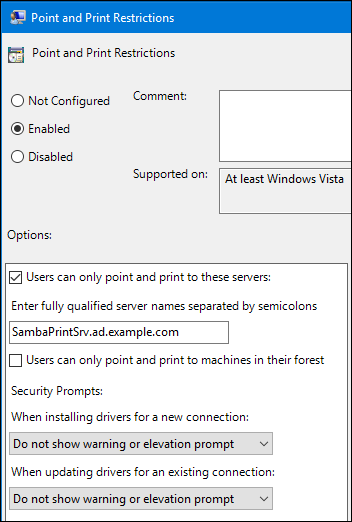 Point and Print Restrictions
Point and Print Restrictions
Not Configured
Comment:
Enabled
Disabled
Supported on:
At least Windows Vista
Options:
Users can only point and print to these servers:
Enter fully qualified server names separated by semicolons
SambaPrintSrv.ad.example.com
Users can only point and print to machines in their forest
Security Prompts:
When installing drivers for a new connection:
Do not show warning or elevation prompt
When updating drivers for an existing connection:
Do not show warning or elevation prompt